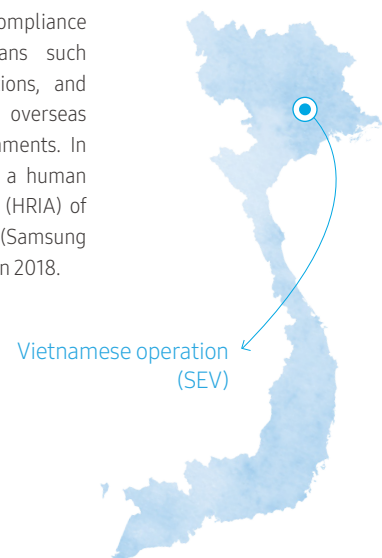 ompliance
ans such
ions, and
overseas
ments. In
a human
(HRIA) of
(Samsung
n 2018.
Vietnamese operation
(SEV)